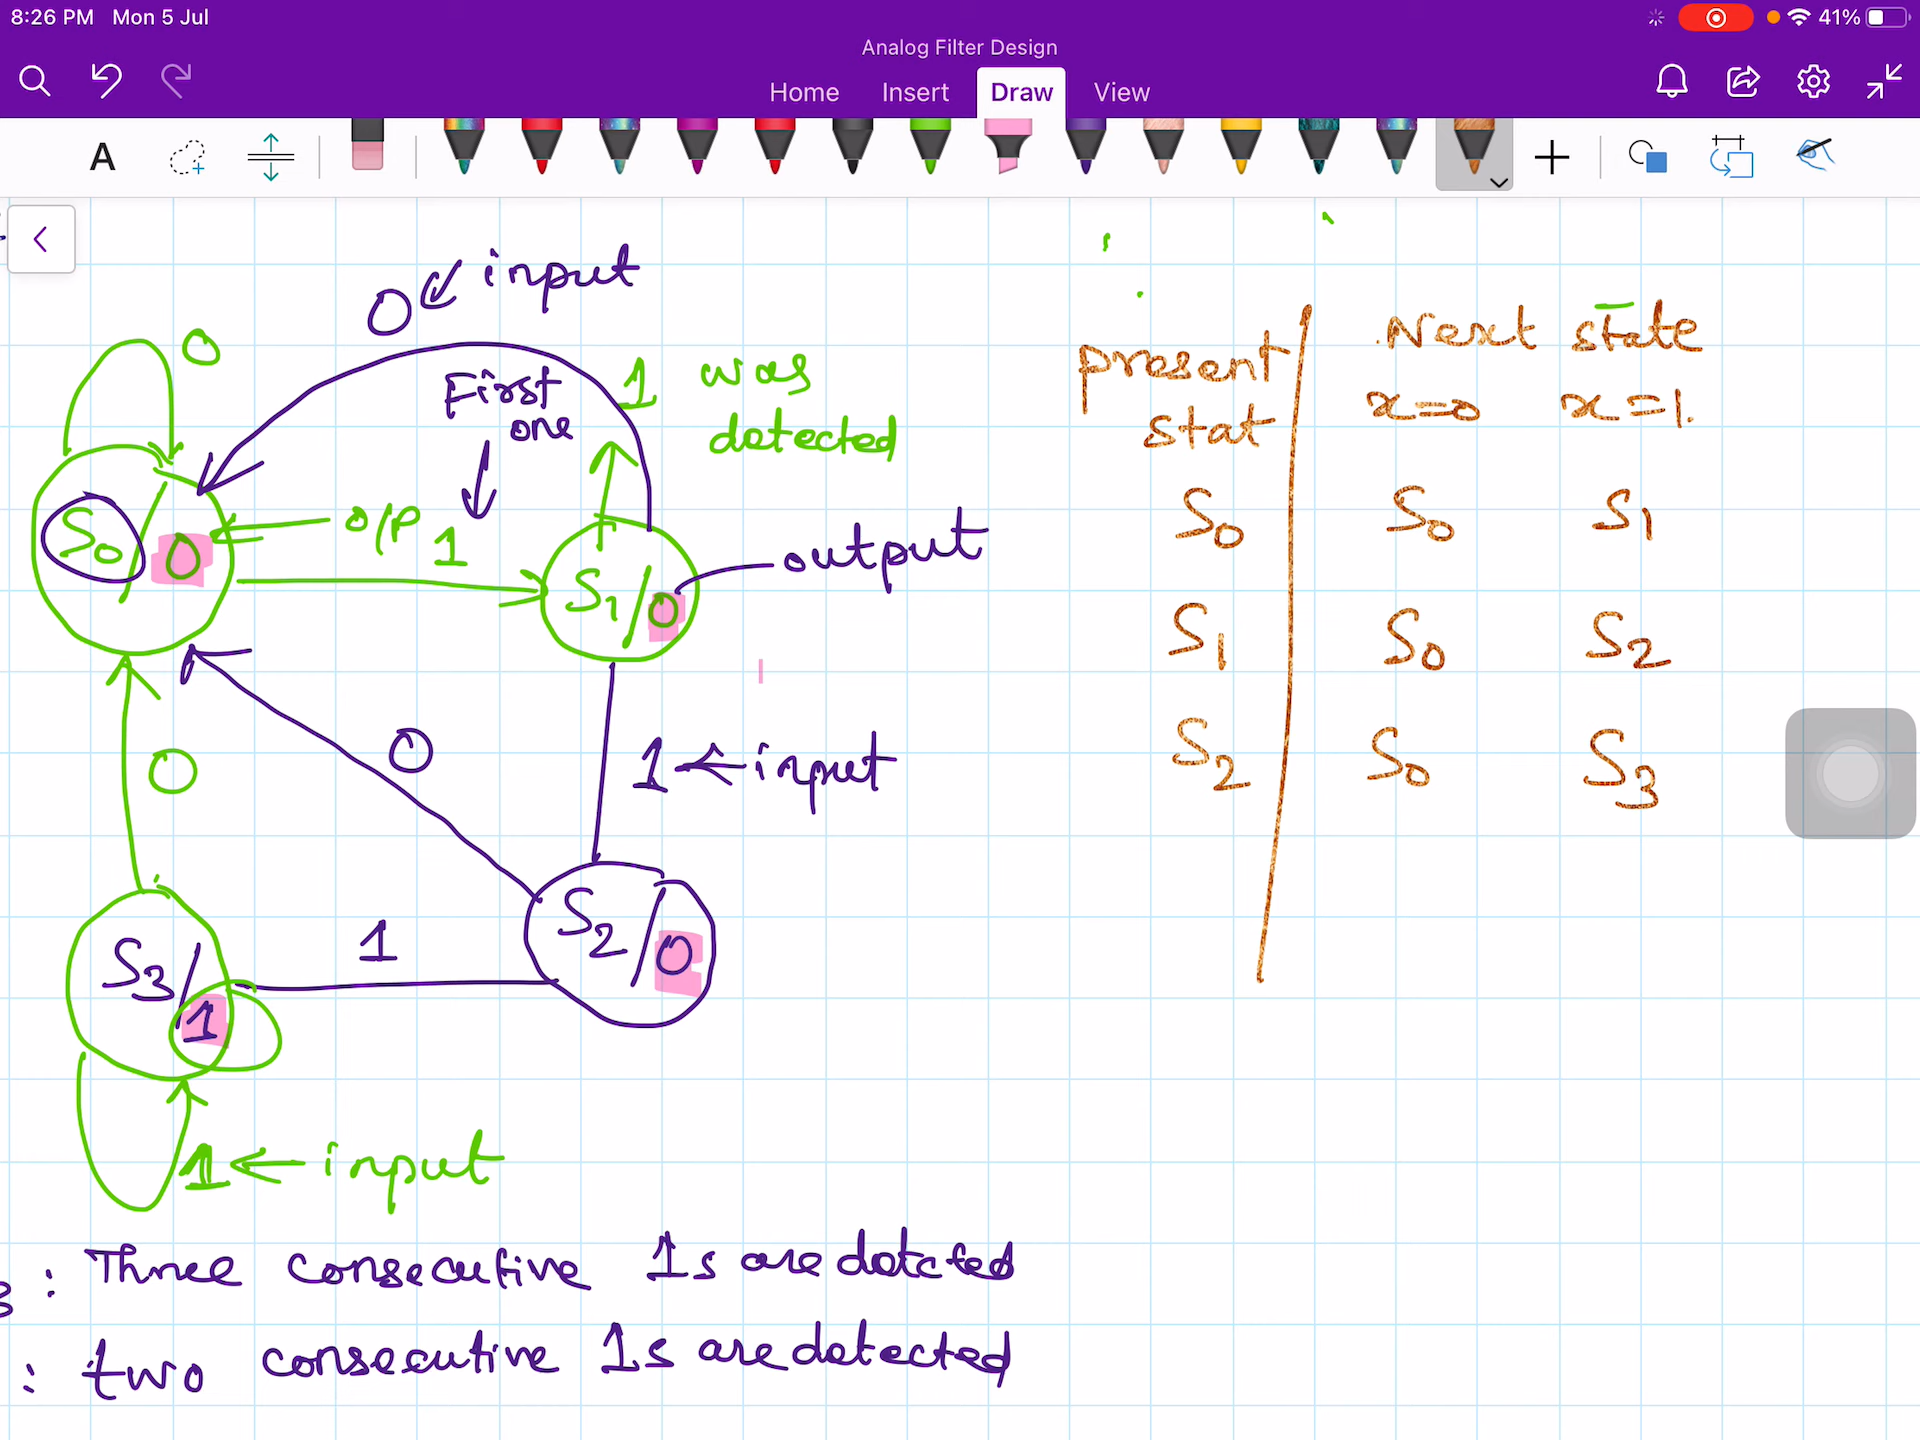 8:26 PM Mon 5 Jul
41%
Analog Filter Design
Home Insert Draw View
A
0 input
0
First
one
1 was
detected
S0/0
O/P 1
S1/0
output
0
0
1 input
S2/0
1
S3/1
1 input
: Three consecutive 1s are detcted
: two consecutive 1s are detected
present
stat
Next state
x=0 x=1.
S0 S0 S1
S1 S0 S2
S2 S0 S3